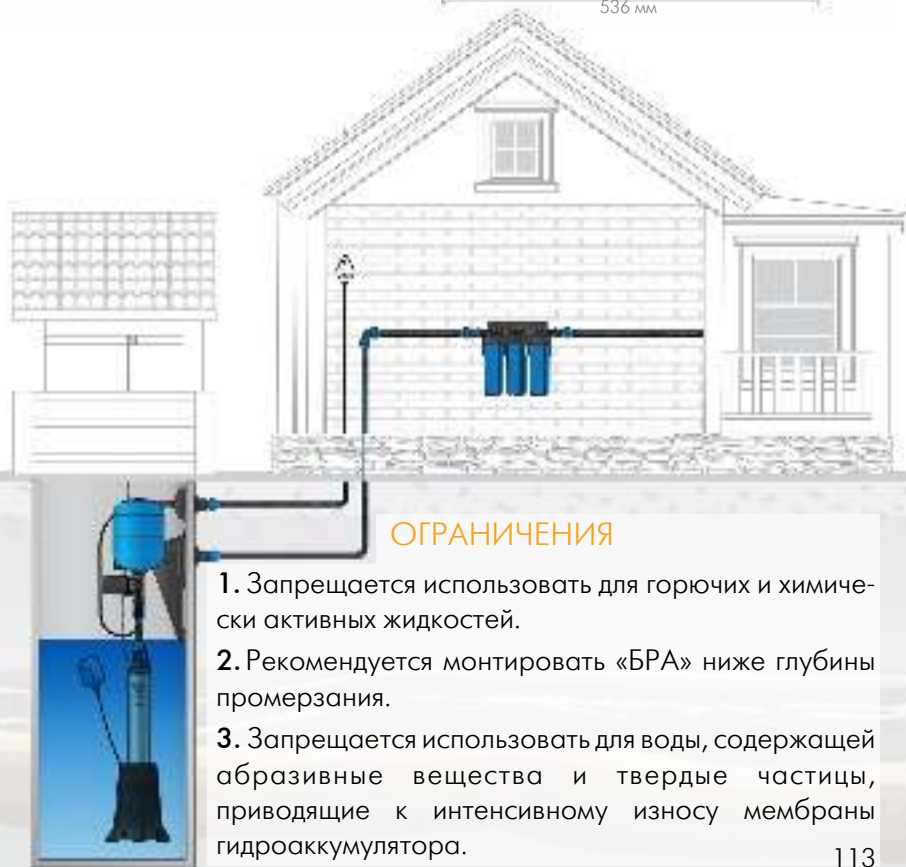 536 мм
ОГРАНИЧЕНИЯ
1. Запрещается использовать для горючих и химиче-
ски активных жидкостей.
2. Рекомендуется монтировать «БРА» ниже глубины
промерзания.
3. Запрещается использовать для воды, содержащей
абразивные вещества и твердые частицы,
приводящие к интенсивному износу мембраны
гидроаккумулятора.
113